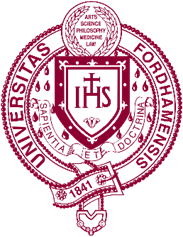 ARTS
SCIENCE
PHILOSOPHY
MEDICINE
LAW
UNIVERSITAS FORDHAMENSIS
IHS
SAPIENTIA ET DOCTRINA
1841